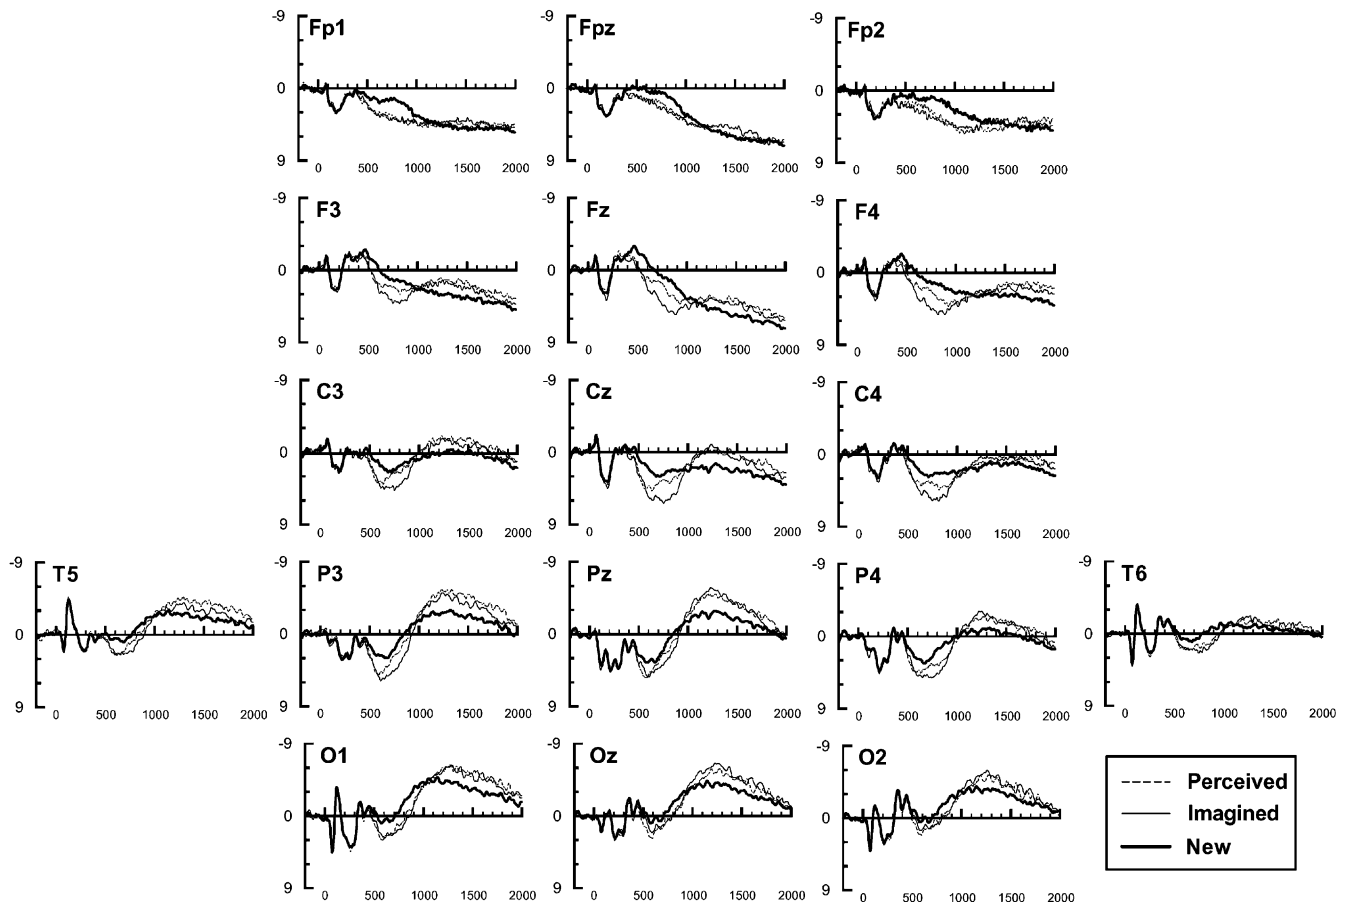 -9 Fp1 -9 Fpz -9 Fp2
0 0 0
9 9 9
0 500 1000 1500 2000 0 500 1000 1500 2000 0 500 1000 1500 2000
-9 F3 -9 Fz -9 F4
0 0 0
9 9 9
0 500 1000 1500 2000 0 500 1000 1500 2000 0 500 1000 1500 2000
-9 C3 -9 Cz -9 C4
0 0 0
9 9 9
0 500 1000 1500 2000 0 500 1000 1500 2000 0 500 1000 1500 2000
-9 T5 -9 P3 -9 Pz -9 P4 -9 T6
0 0 0 0 0
9 9 9 9 9
0 500 1000 1500 2000 0 500 1000 1500 2000 0 500 1000 1500 2000 0 500 1000 1500 2000 0 500 1000 1500 2000
-9 O1 -9 Oz -9 O2
0 0 0
9 9 9
0 500 1000 1500 2000 0 500 1000 1500 2000 0 500 1000 1500 2000
Perceived
Imagined
New